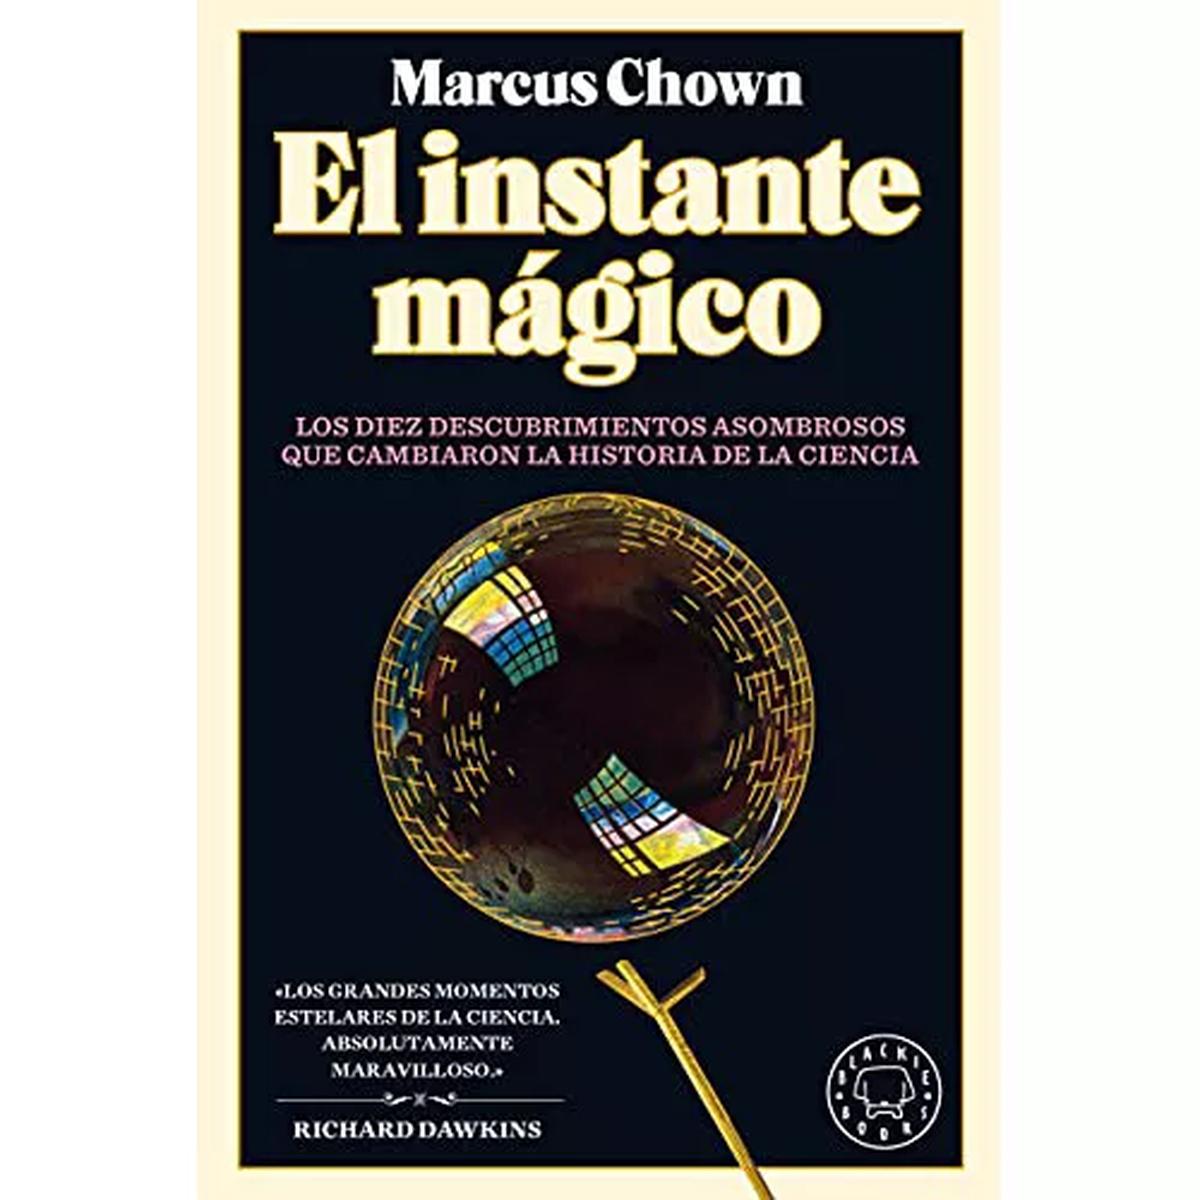 Marcus Chown
El instante
mágico
LOS DIEZ DESCUBRIMIENTOS ASOMBROSOS
QUE CAMBIARON LA HISTORIA DE LA CIENCIA
«LOS GRANDES MOMENTOS
ESTELARES DE LA CIENCIA.
ABSOLUTAMENTE
MARAVILLOSO.»
RICHARD DAWKINS
BLACKIE
BOOKS